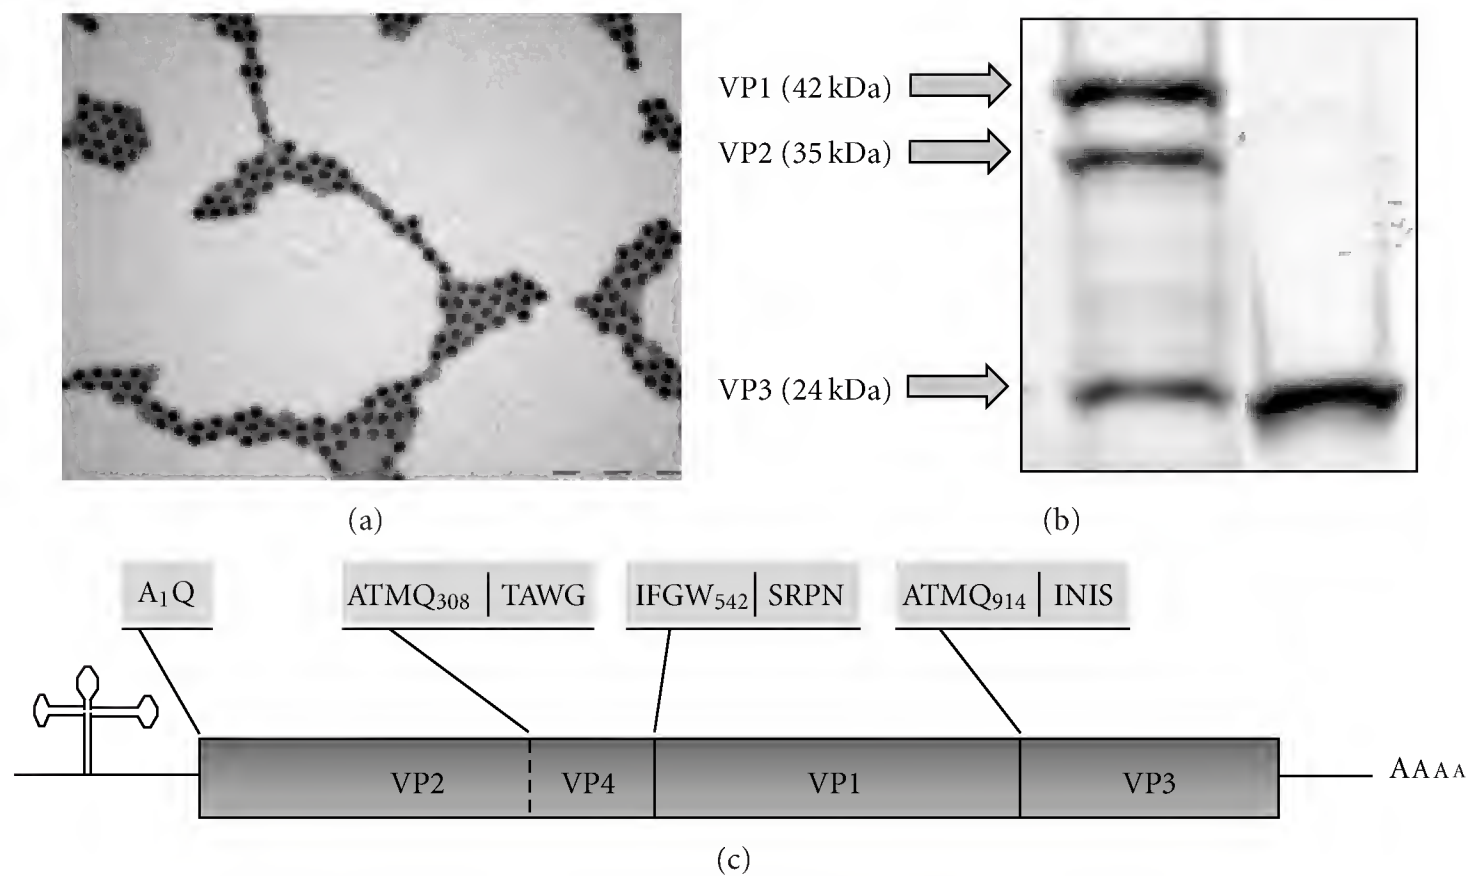 VP1 (42 kDa)
VP2 (35 kDa)
VP3 (24 kDa)
(a)
(b)
A₁Q
ATMQ₃₀₈ | TAWG
IFGW₅₄₂ | SRPN
ATMQ₉₁₄ | INIS
VP2
VP4
VP1
VP3
AAAA
(c)